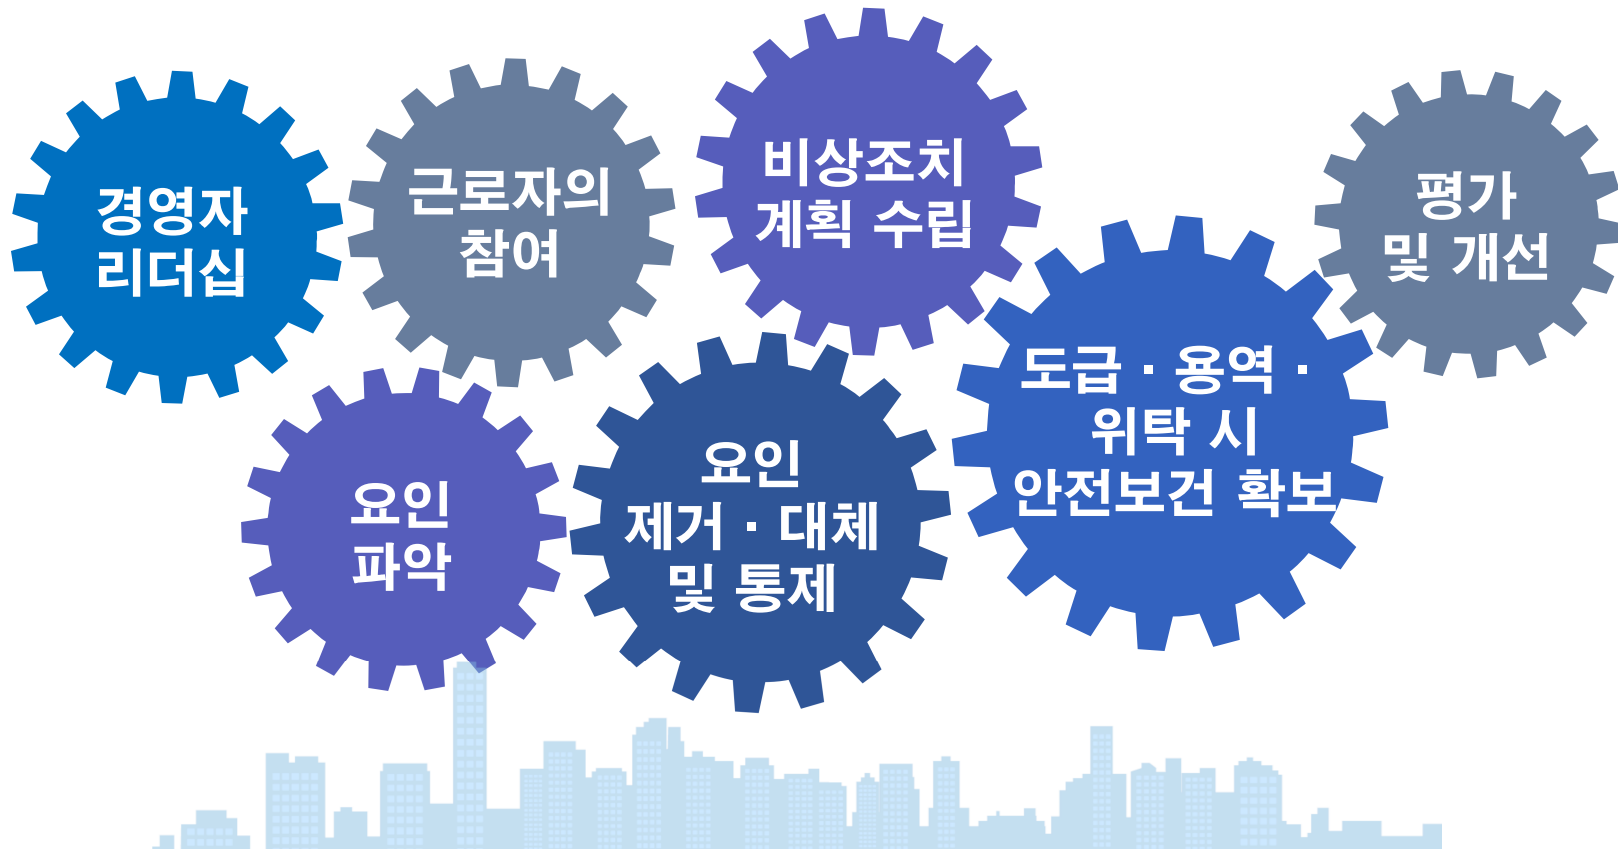 경영자
리더십
근로자의
참여
요인
파악
요인
제거 · 대체
및 통제
비상조치
계획 수립
도급 · 용역 ·
위탁 시
안전보건 확보
평가
및 개선